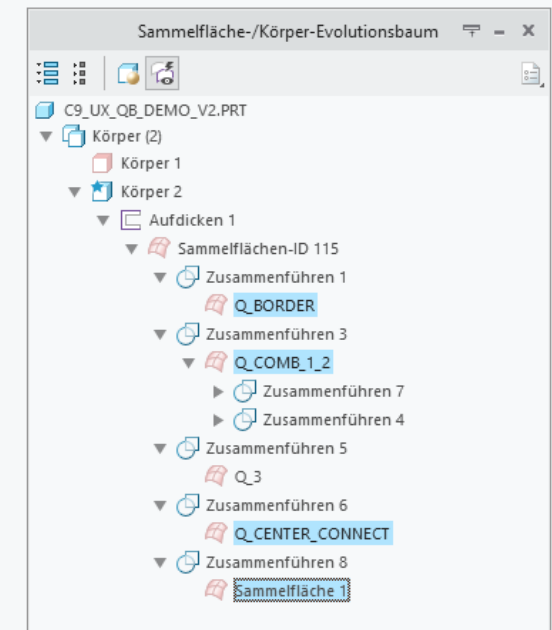 Sammelfläche-/Körper-Evolutionsbaum
C9_UX_QB_DEMO_V2.PRT
Körper (2)
Körper 1
Körper 2
Aufdicken 1
Sammelflächen-ID 115
Zusammenführen 1
Q_BORDER
Zusammenführen 3
Q_COMB_1_2
Zusammenführen 7
Zusammenführen 4
Zusammenführen 5
Q_3
Zusammenführen 6
Q_CENTER_CONNECT
Zusammenführen 8
Sammelfläche 1